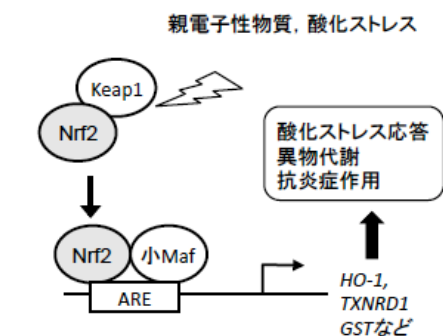 親電子性物質, 酸化ストレス
Keap1
Nrf2
酸化ストレス応答
異物代謝
抗炎症作用
Nrf2
小Maf
ARE
HO-1,
TXNRD1
GSTなど